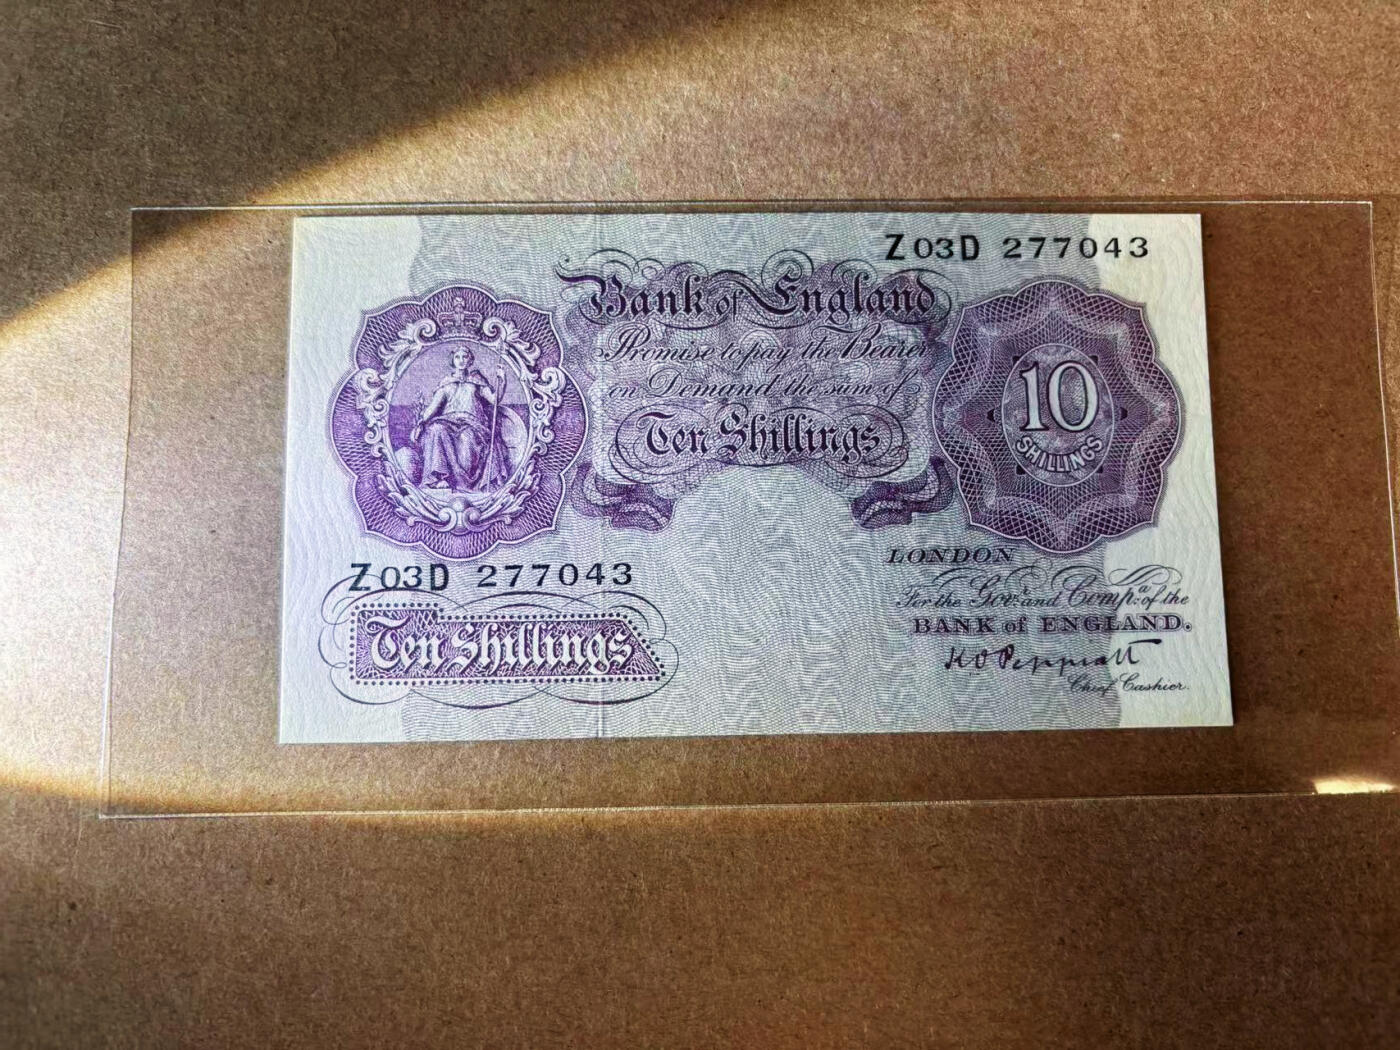 Z03D 277043
Bank of England
Promise to pay the Bearer
on Demand the sum of
Ten Shillings
10
SHILLINGS
Z03D 277043
Ten Shillings
LONDON
For the Govr. and Compa. of the
BANK of ENGLAND.
K O Peppiatt
Chief Cashier.